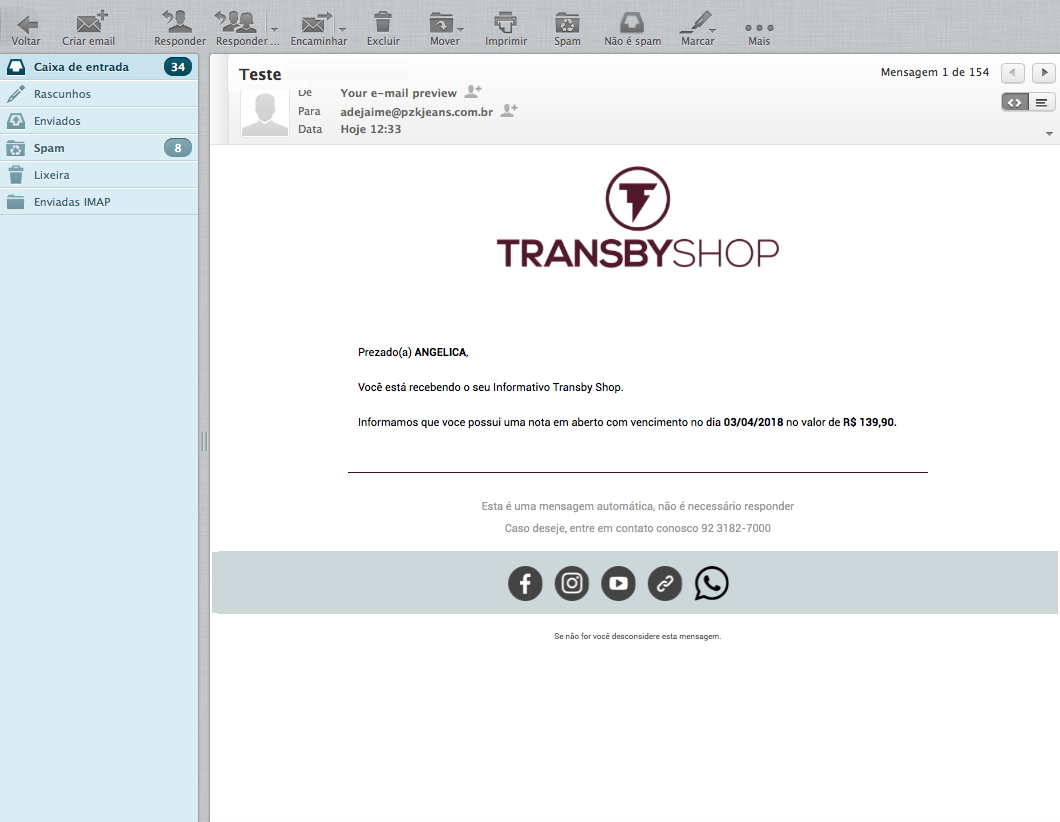 Voltar
Criar email
Responder
Responder ...
Encaminhar
Excluir
Mover
Imprimir
Spam
Não é spam
Marcar
Mais
Caixa de entrada 34
Rascunhos
Enviados
Spam 8
Lixeira
Enviadas IMAP
Teste
Mensagem 1 de 154
De Your e-mail preview
Para adejaime@pzkjeans.com.br
Data Hoje 12:33
TRANSBYSHOP
Prezado(a) ANGELICA,
Você está recebendo o seu Informativo Transby Shop.
Informamos que voce possui uma nota em aberto com vencimento no dia 03/04/2018 no valor de R$ 139,90.
Esta é uma mensagem automática, não é necessário responder
Caso deseje, entre em contato conosco 92 3182-7000
Se não for você desconsidere esta mensagem.